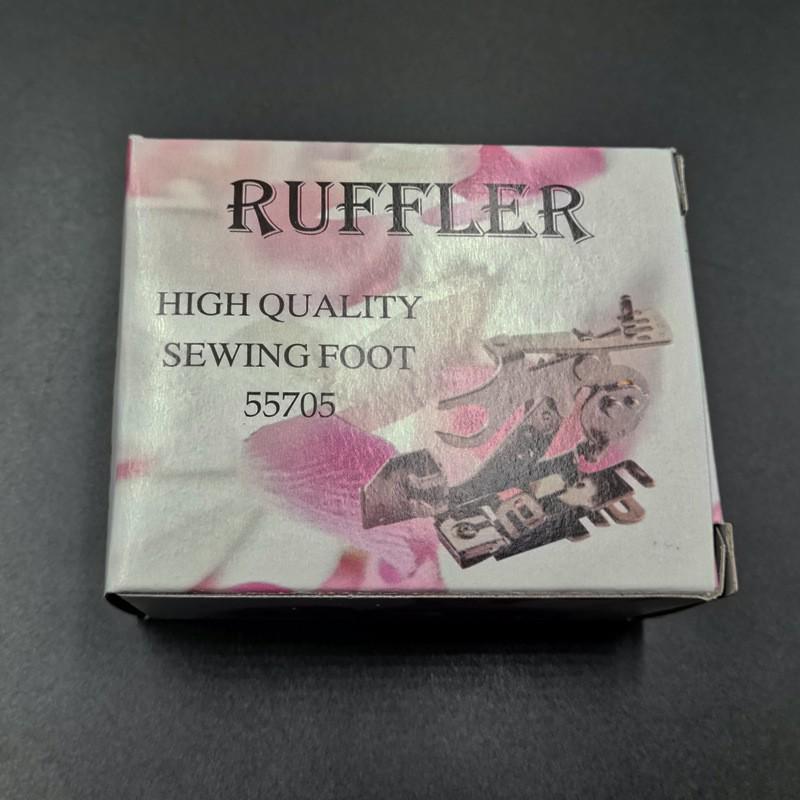 RUFFLER
HIGH QUALITY
SEWING FOOT
55705